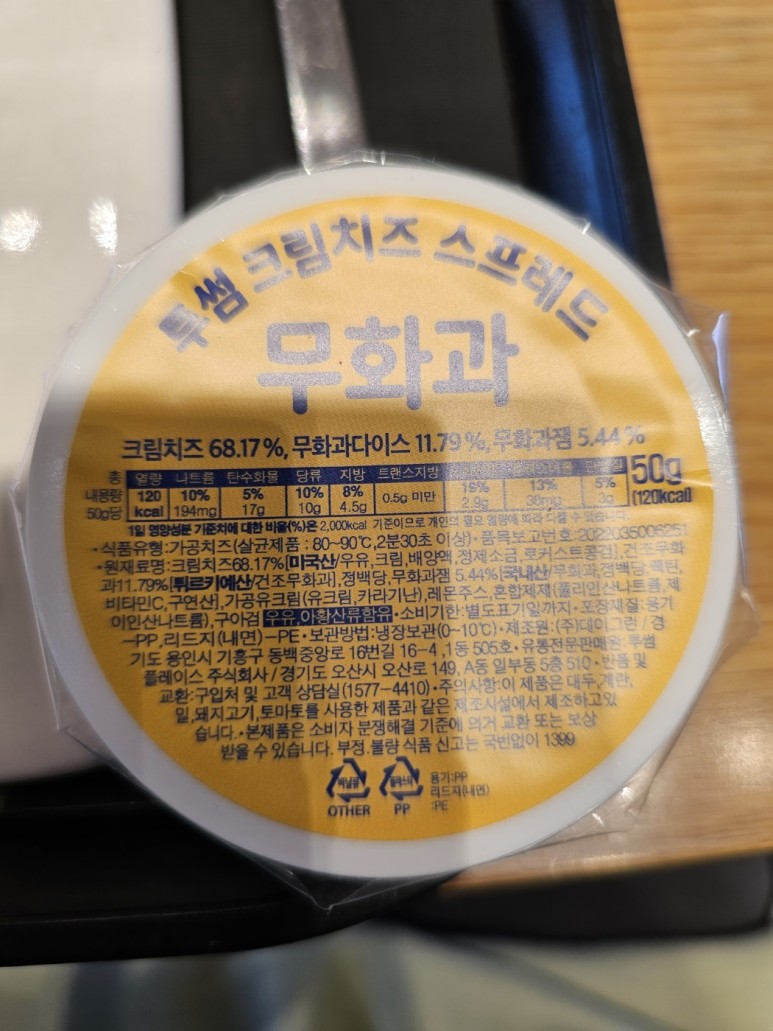 투썸 크림치즈 스프레드
무화과
크림치즈 68.17 %, 무화과다이스 11.79 %, 무화과잼 5.44 %
총 내용량 50g당
열량 나트륨 탄수화물 당류 지방 트랜스지방
120 kcal 10% 194mg 5% 17g 10% 10g 8% 4.5g 0.5g 미만 2.9g 13% 5% 3g
50g (120kcal)
1일 영양성분 기준치에 대한 비율(%)은 2,000kcal 기준이므로 개인의 필요 열량에 따라 다를 수 있습니다.
•식품유형:가공치즈(살균제품 : 80~90℃,2분30초 이상)•품목보고번호:2022035006251
•원재료명:크림치즈68.17%[미국산/우유,크림,배양액,정제소금,로커스트콩검],건조무화
과11.79%[튀르키예산/건조무화과],정백당,무화과잼 5.44%[국내산/무화과,정백당,펙틴,
비타민C,구연산],가공유크림(유크림,카라기난),레몬주스,혼합제제(폴리인산나트륨,제
이인산나트륨),구아검 우유,아황산류함유•소비기한:별도표기일까지•포장재질:용기
-PP,리드지(내면)-PE•보관방법:냉장보관(0~10℃)•제조원:(주)데이그린/경
기도 용인시 기흥구 동백중앙로 16번길 16-4,1동 505호•유통전문판매원:투썸
플레이스 주식회사/경기도 오산시 오산로 149, A동 일부동 5층 510•반품 및
교환:구입처 및 고객 상담실(1577-4410)•주의사항:이 제품은 대두,계란,
밀,돼지고기,토마토를 사용한 제품과 같은 제조시설에서 제조하고있
습니다.•본제품은 소비자 분쟁해결 기준에 의거 교환 또는 보상
받을 수 있습니다. 부정,불량 식품 신고는 국번없이 1399
OTHER PP
용기:PP
리드지(내면)
:PE